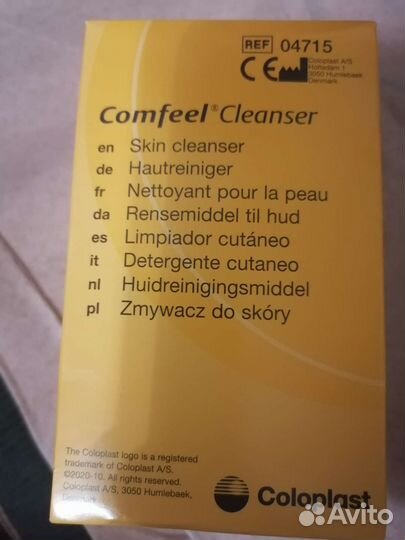 REF 04715
CE Coloplast A/S
Holtedam 1
3050 Humlebaek
Denmark
Comfeel® Cleanser
en Skin cleanser
de Hautreiniger
fr Nettoyant pour la peau
da Rensemiddel til hud
es Limpiador cutáneo
it Detergente cutaneo
nl Huidreinigingsmiddel
pl Zmywacz do skóry
The Coloplast logo is a registered
trademark of Coloplast A/S.
©2020-10. All rights reserved.
Coloplast A/S, 3050 Humlebaek,
Denmark
Coloplast
Avito